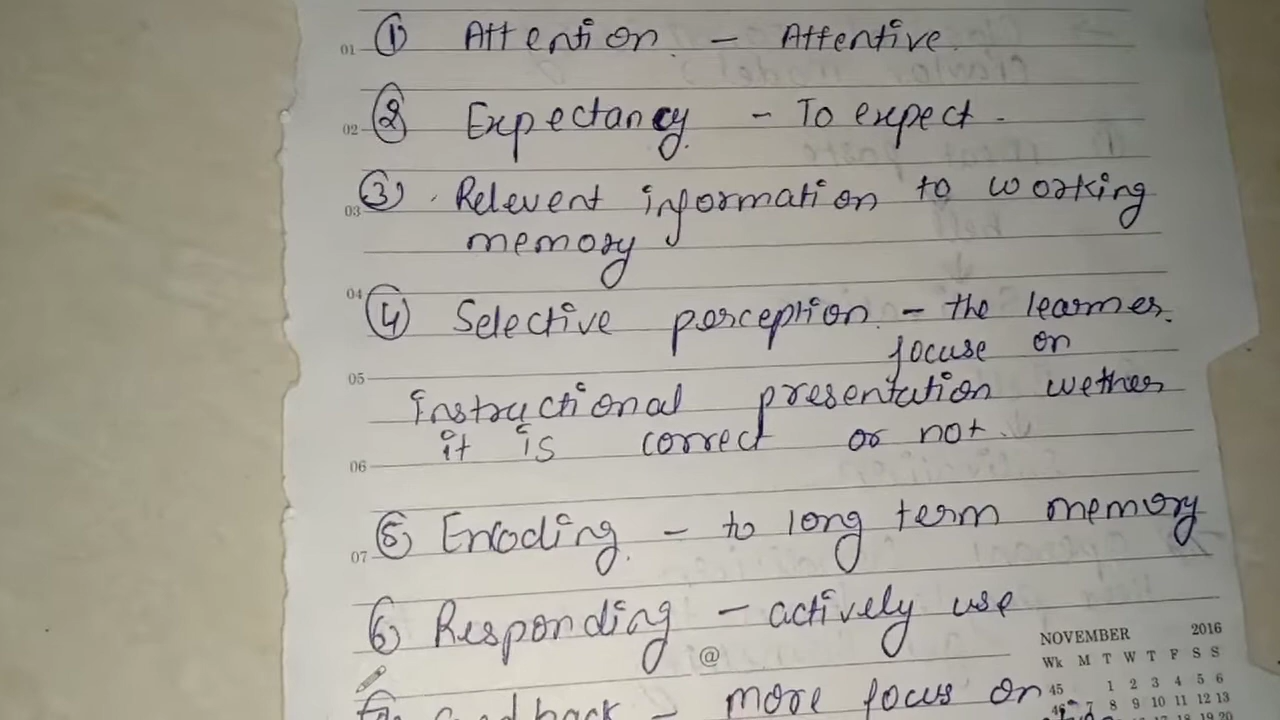 01 ① Attention - Attentive
02 ② Expectancy - To expect.
03 ③ Relevent information to working
memory
04 ④ Selective perception - the learner
focuse on
05
instructional presentation wether
it is correct or not.
06
07 ⑤ Encoding - to long term memory
⑥ Responding - actively use
@
NOVEMBER 2016
Wk M T W T F S S
45 1 2 3 4 5 6
46 7 8 9 10 11 12 13
more focus on